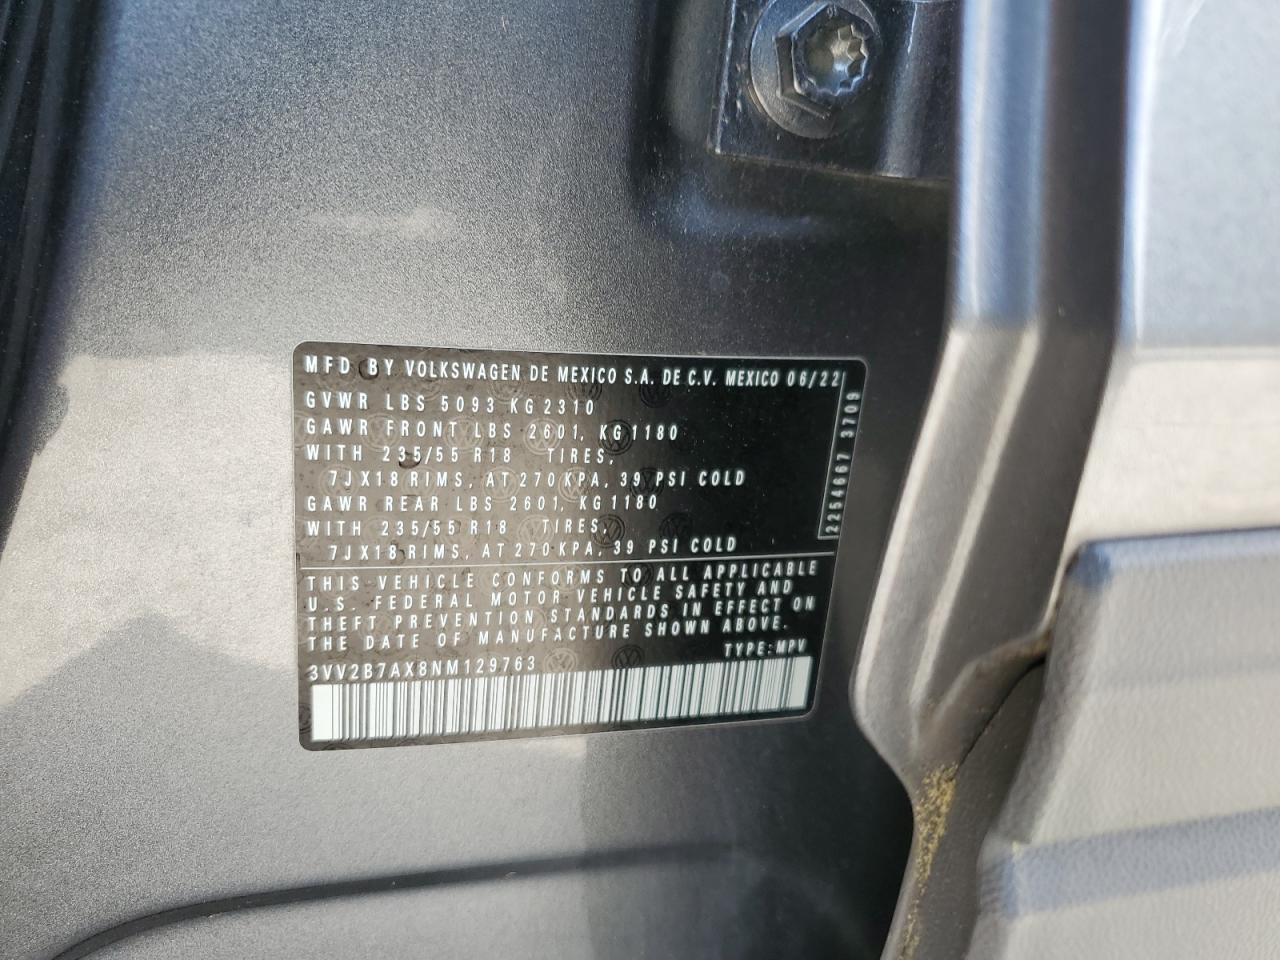 MFD BY VOLKSWAGEN DE MEXICO S.A. DE C.V. MEXICO 06/22
GVWR LBS 5093 KG 2310
GAWR FRONT LBS 2601, KG 1180
WITH 235/55 R18 TIRES,
7JX18 RIMS, AT 270 KPA, 39 PSI COLD
GAWR REAR LBS 2601, KG 1180
WITH 235/55 R18 TIRES,
7JX18 RIMS, AT 270 KPA, 39 PSI COLD
2254667 3709
THIS VEHICLE CONFORMS TO ALL APPLICABLE
U.S. FEDERAL MOTOR VEHICLE SAFETY AND
THEFT PREVENTION STANDARDS IN EFFECT ON
THE DATE OF MANUFACTURE SHOWN ABOVE.
TYPE: MPV
3VV2B7AX8NM129763